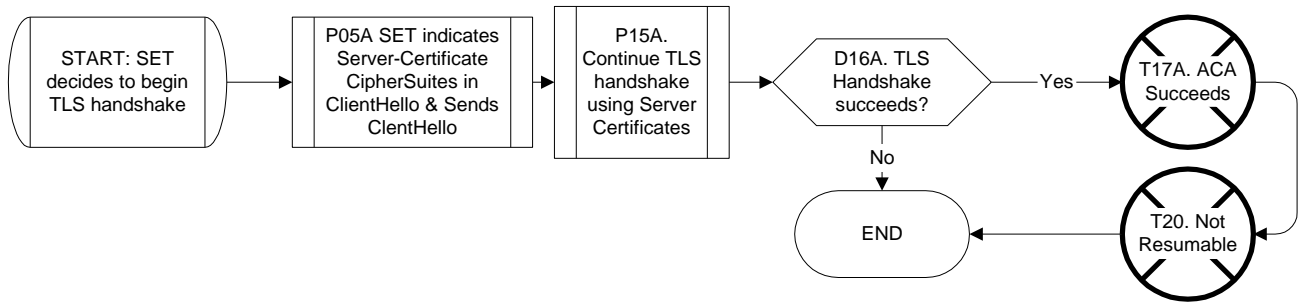 START: SET
decides to begin
TLS handshake
P05A SET indicates
Server-Certificate
CipherSuites in
ClientHello & Sends
ClentHello
P15A.
Continue TLS
handshake
using Server
Certificates
D16A. TLS
Handshake
succeeds?
Yes
T17A. ACA
Succeeds
No
END
T20. Not
Resumable